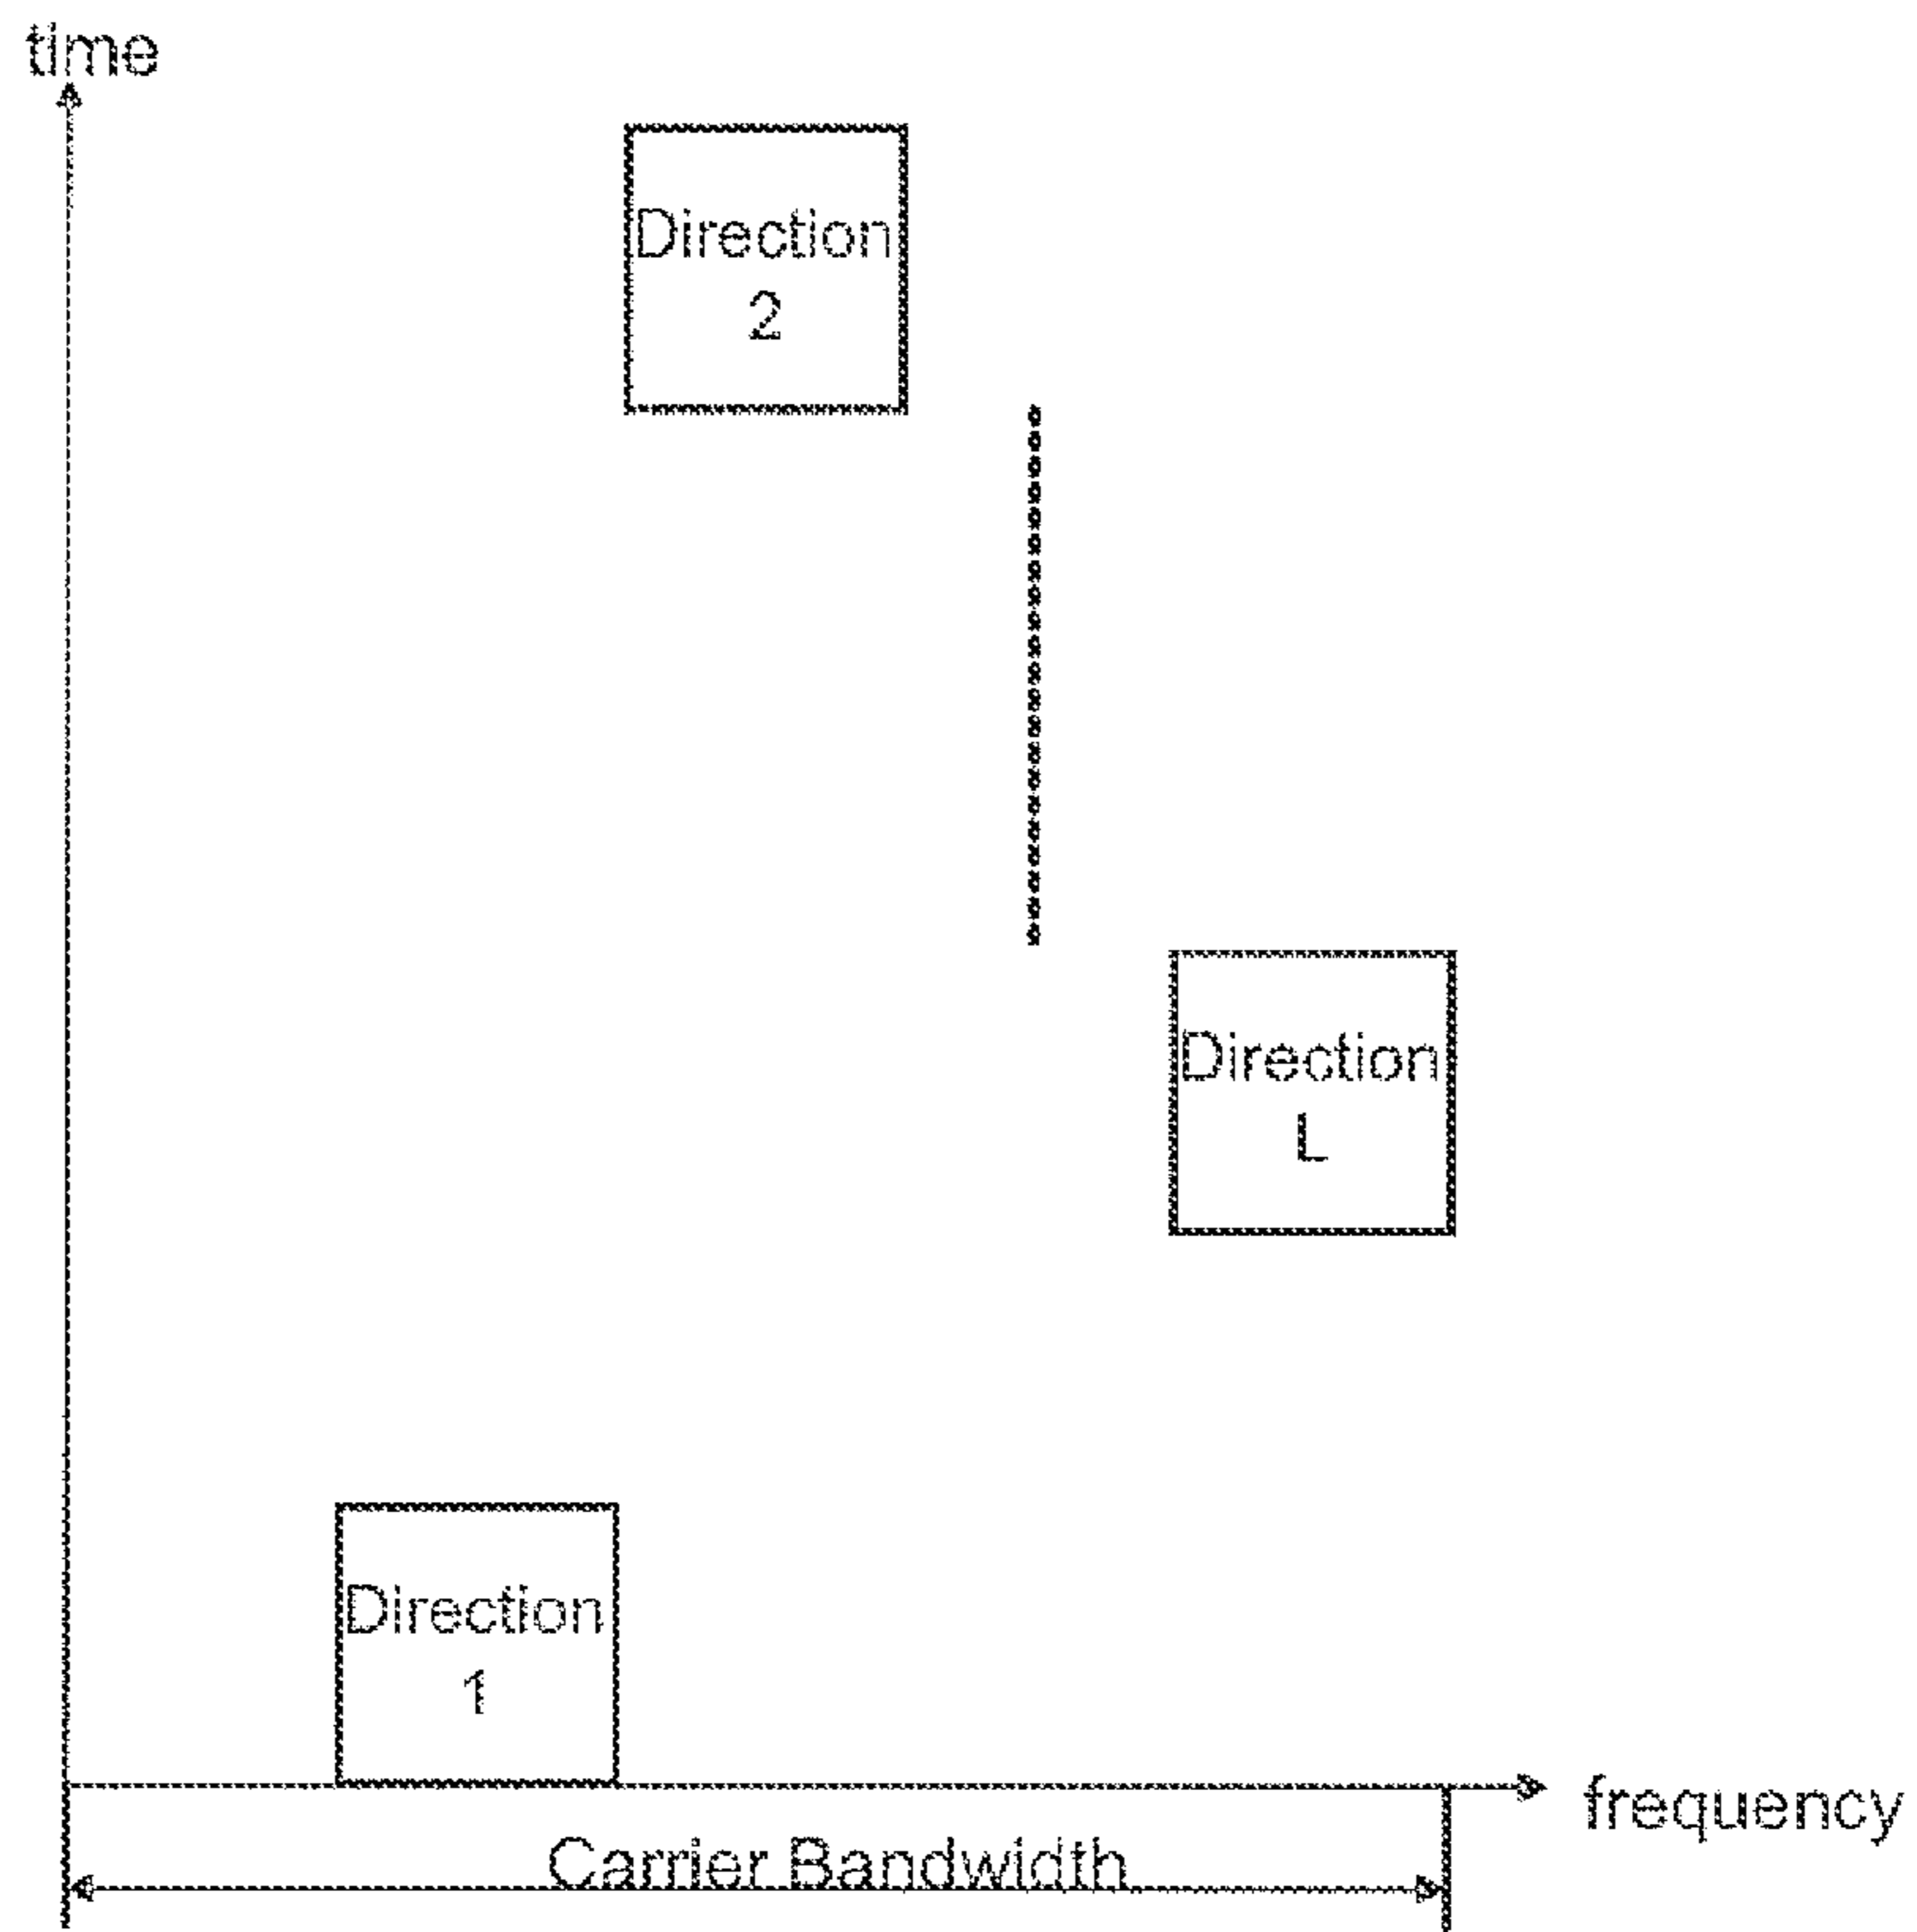 time
Direction
2
Direction
L
Direction
1
frequency
Carrier Bandwidth